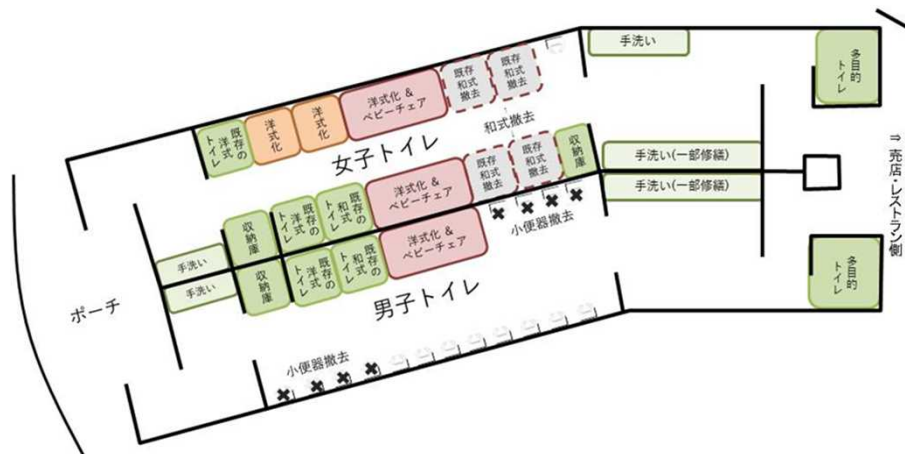 手洗い
多目的
トイレ
既存の
洋式
トイレ
洋式化
洋式化
洋式化 &
ベビーチェア
既存
和式
撤去
既存
和式
撤去
和式撤去
女子トイレ
手洗い(一部修繕)
手洗い(一部修繕)
⇒ 売店・レストラン側
手洗い
手洗い
収納庫
収納庫
既存の
洋式
トイレ
既存の
和式
トイレ
洋式化 &
ベビーチェア
既存
和式
撤去
既存
和式
撤去
収納庫
小便器撤去
既存の
洋式
トイレ
既存の
和式
トイレ
洋式化 &
ベビーチェア
男子トイレ
多目的
トイレ
ポーチ
小便器撤去